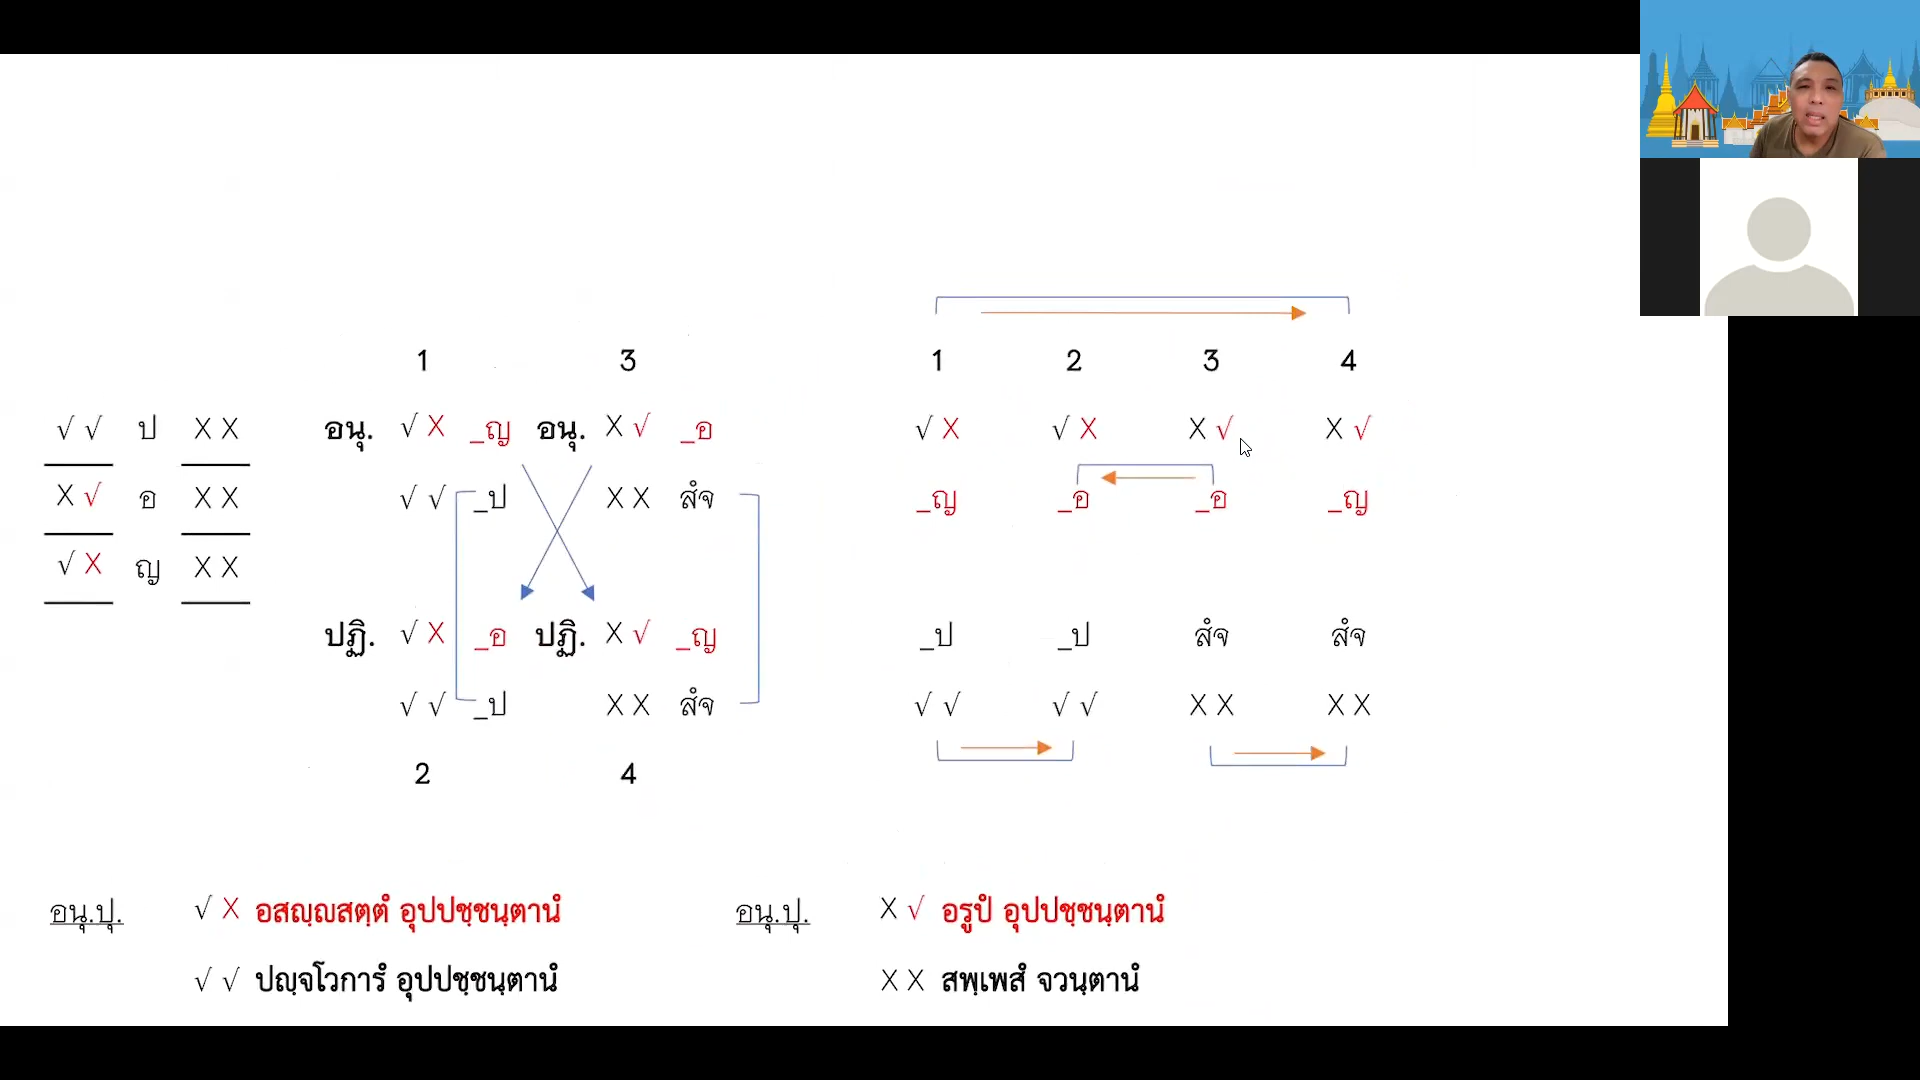 1 3 1 2 3 4
√ √ ป X X อนุ. √ X _ญ อนุ. X √ _อ √ X √ X X √ X √
X √ อ X X √ √ _ป X X สํจ _ญ _อ _อ _ญ
√ X ญ X X
ปฏิ. √ X _อ ปฏิ. X √ _ญ _ป _ป สํจ สํจ
√ √ _ป X X สํจ √ √ √ √ X X X X
2 4
อนุ.ปุ. √ X อสญฺญสตฺตํ อุปปชฺชนฺตานํ อนุ.ปุ. X √ อรูปํ อุปปชฺชนฺตานํ
√ √ ปญฺจโวการํ อุปปชฺชนฺตานํ X X สพฺเพสํ จวนฺตานํ